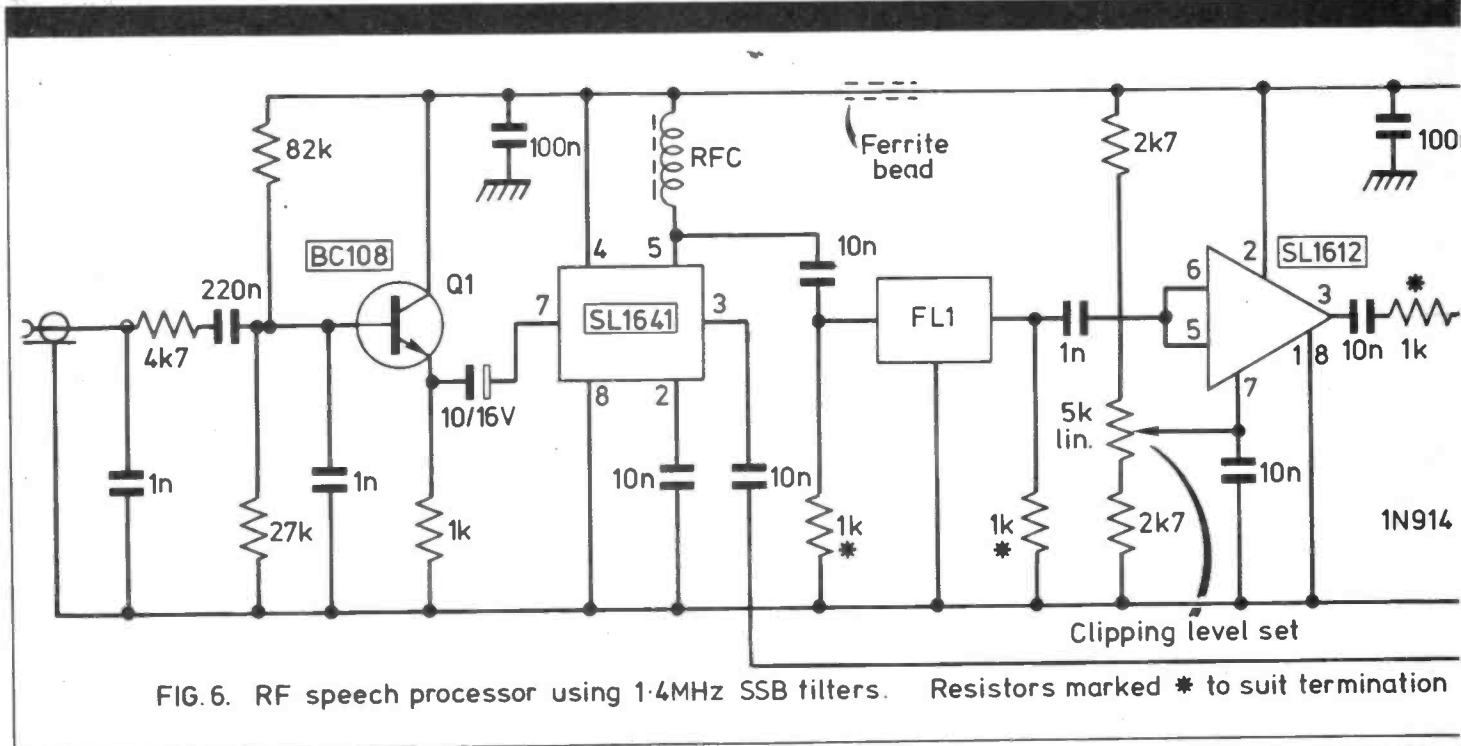 82k
100n
RFC
Ferrite
bead
2k7
100
BC108
Q1
4
5
10n
2
SL1612
6
3
*
220n
7
SL1641
3
FL1
5
1 8
10n
1k
4k7
1n
7
10/16V
8
2
5k
lin.
1n
1n
10n
10n
10n
27k
1k
1k
*
1k
*
2k7
1N914
Clipping level set
FIG. 6. RF speech processor using 1·4MHz SSB filters. Resistors marked * to suit termination